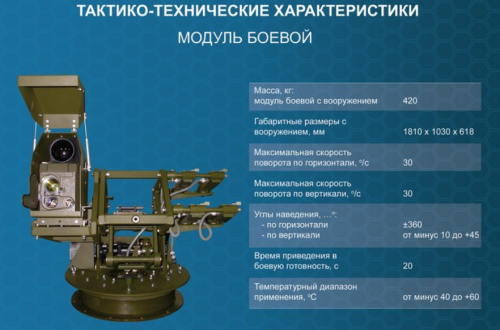 ТАКТИКО-ТЕХНИЧЕСКИЕ ХАРАКТЕРИСТИКИ
МОДУЛЬ БОЕВОЙ
Масса, кг:
модуль боевой с вооружением 420
Габаритные размеры с
вооружением, мм 1810 x 1030 x 618
Максимальная скорость
поворота по горизонтали, °/с 30
Максимальная скорость
поворота по вертикали, °/с 30
Углы наведения, …°:
- по горизонтали ±360
- по вертикали от минус 10 до +45
Время приведения в
боевую готовность, с 20
Температурный диапазон
применения, °С от минус 40 до +60